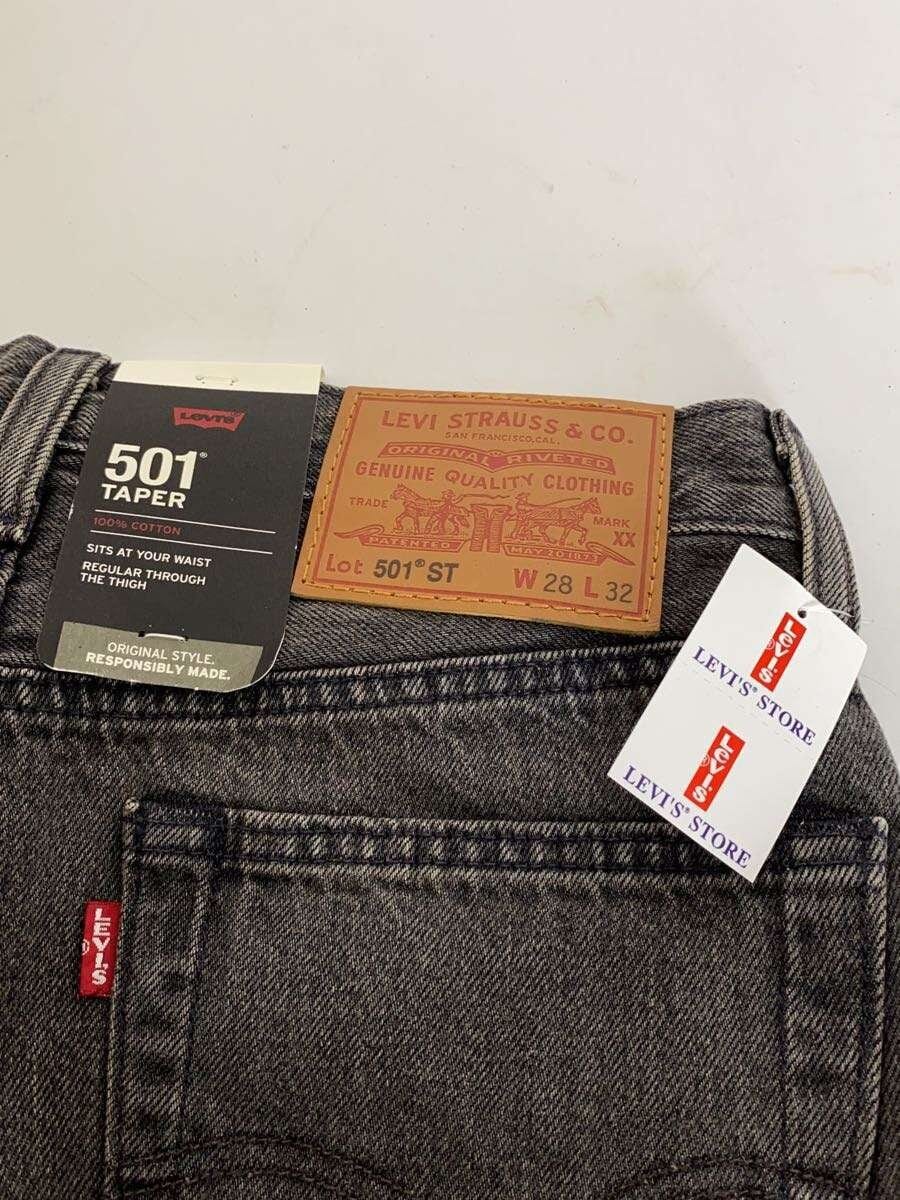 Levi's
501®
TAPER
100% COTTON
SITS AT YOUR WAIST
REGULAR THROUGH
THE THIGH
ORIGINAL STYLE.
RESPONSIBLY MADE.
LEVI STRAUSS & CO.
SAN FRANCISCO, CAL.
ORIGINAL RIVETED
GENUINE QUALITY CLOTHING
TRADE MARK
XX
PATENTED MAY 20 1873
Lot 501® ST W 28 L 32
Levi's®
LEVI'S® STORE
Levi's®
LEVI'S® STORE
LEVI'S®